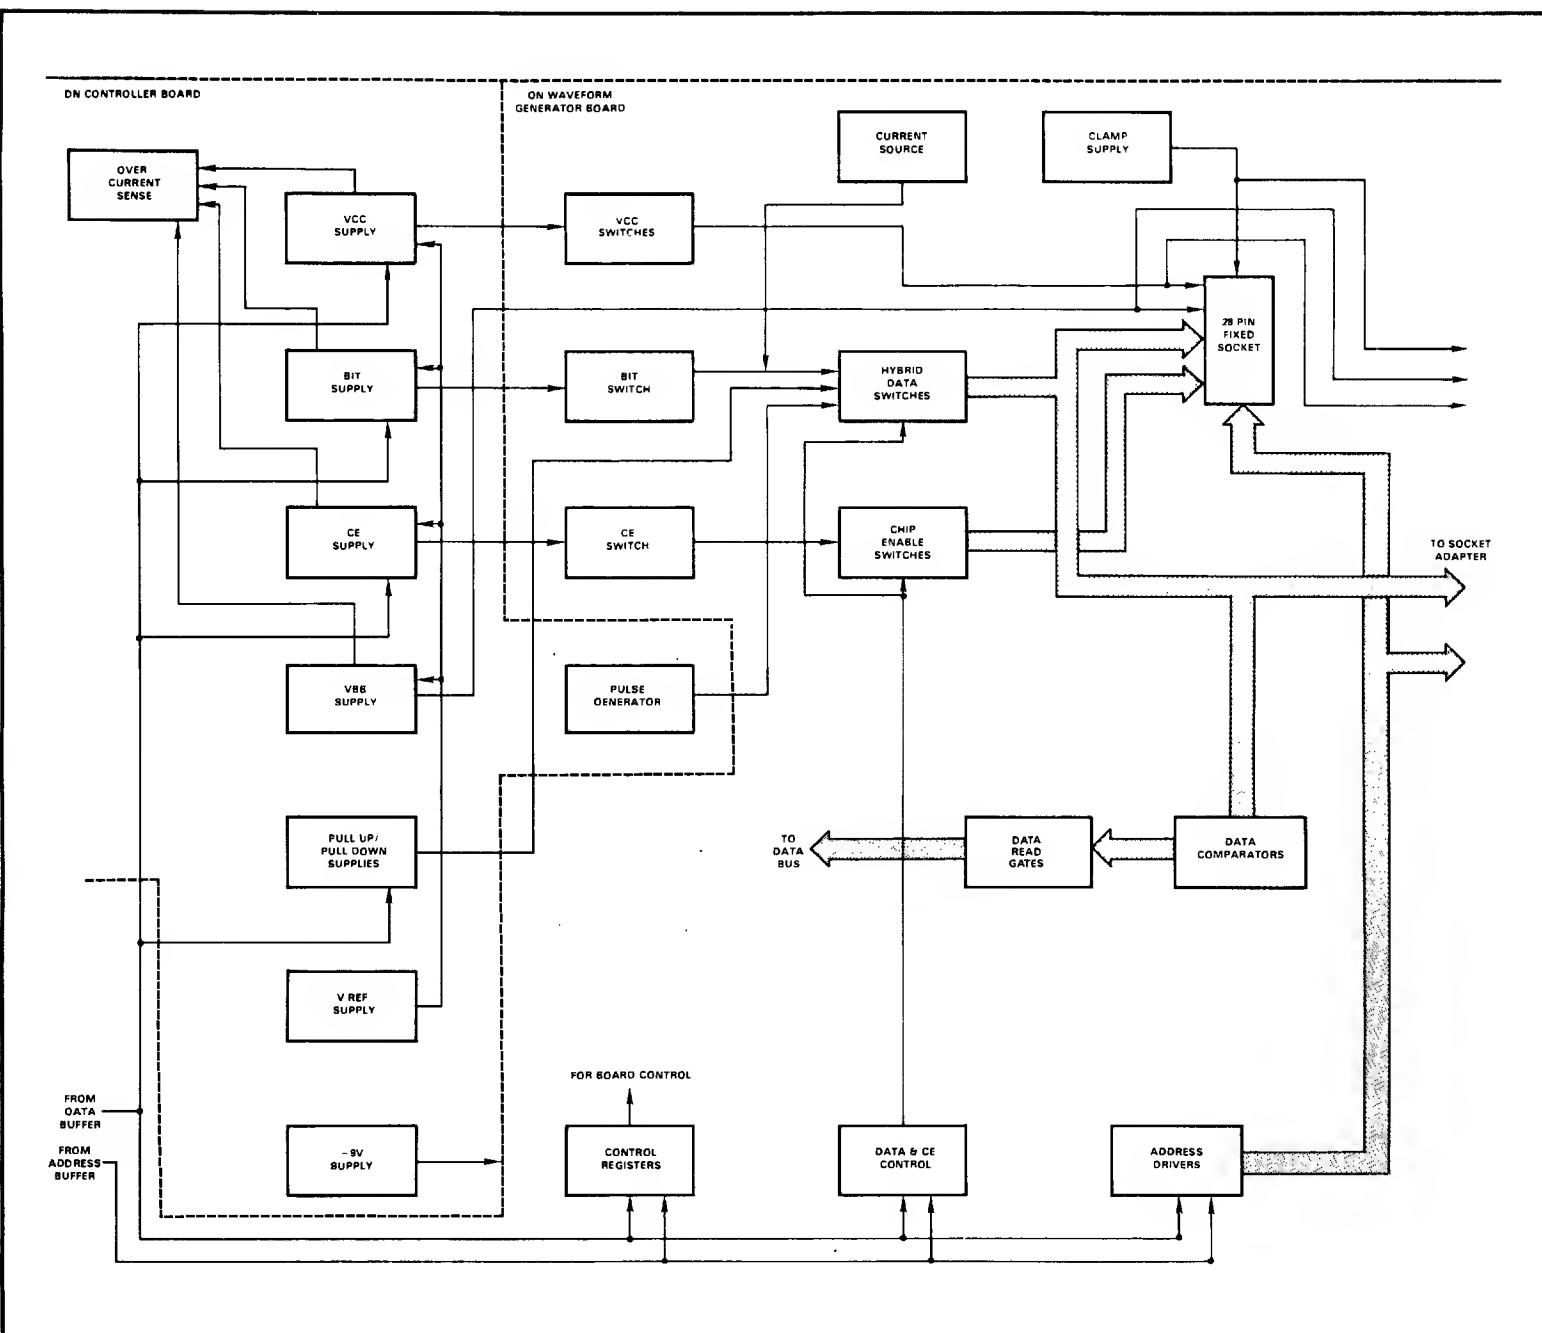 DN CONTROLLER BOARD
ON WAVEFORM
GENERATOR BOARD
CURRENT
SOURCE
CLAMP
SUPPLY
OVER
CURRENT
SENSE
VCC
SUPPLY
VCC
SWITCHES
28 PIN
FIXED
SOCKET
BIT
SUPPLY
BIT
SWITCH
HYBRID
DATA
SWITCHES
CE
SUPPLY
CE
SWITCH
CHIP
ENABLE
SWITCHES
TO SOCKET
ADAPTER
VBB
SUPPLY
PULSE
GENERATOR
PULL UP/
PULL DOWN
SUPPLIES
TO
DATA
BUS
DATA
READ
GATES
DATA
COMPARATORS
V REF
SUPPLY
FOR BOARD CONTROL
FROM
DATA
BUFFER
FROM
ADDRESS
BUFFER
-9V
SUPPLY
CONTROL
REGISTERS
DATA & CE
CONTROL
ADDRESS
DRIVERS